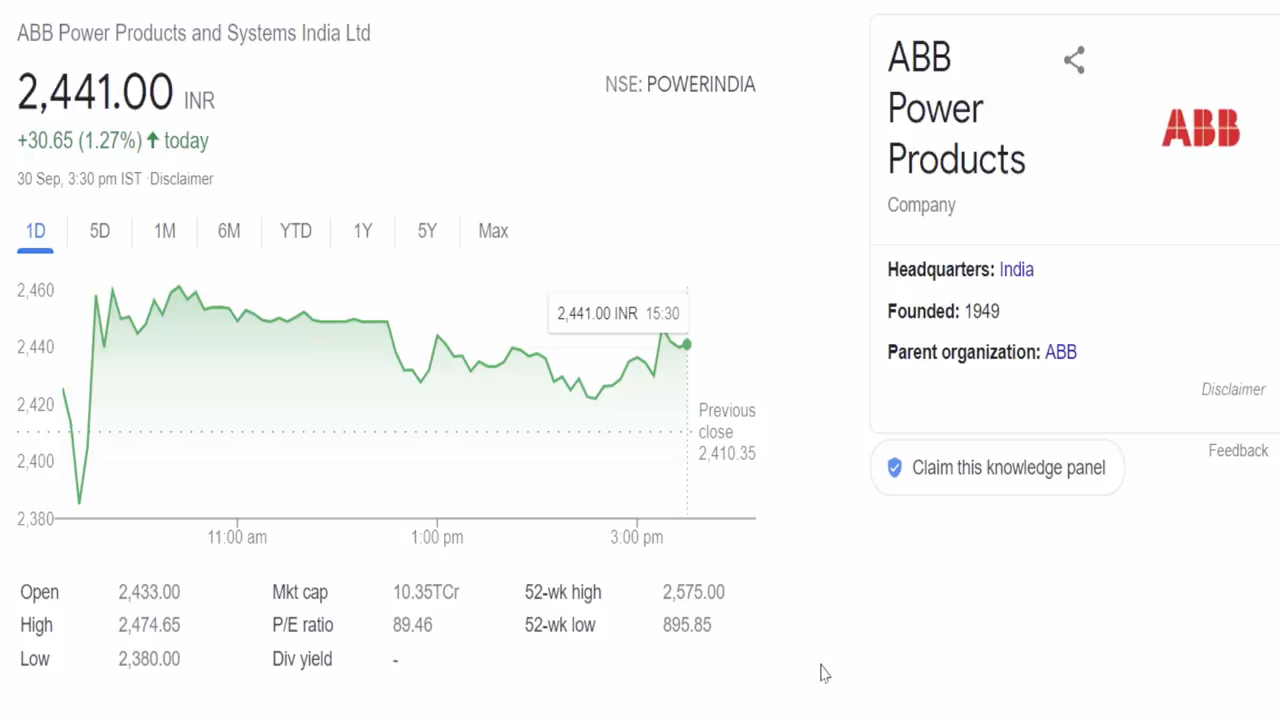 ABB Power Products and Systems India Ltd
2,441.00 INR
NSE: POWERINDIA
+30.65 (1.27%) ↑ today
30 Sep, 3:30 pm IST ·Disclaimer
1D 5D 1M 6M YTD 1Y 5Y Max
2,460
2,441.00 INR 15:30
2,440
2,420
Previous
close
2,410.35
2,400
2,380
11:00 am 1:00 pm 3:00 pm
Open 2,433.00 Mkt cap 10.35TCr 52-wk high 2,575.00
High 2,474.65 P/E ratio 89.46 52-wk low 895.85
Low 2,380.00 Div yield -
ABB
Power
Products
ABB
Company
Headquarters: India
Founded: 1949
Parent organization: ABB
Disclaimer
Feedback
Claim this knowledge panel